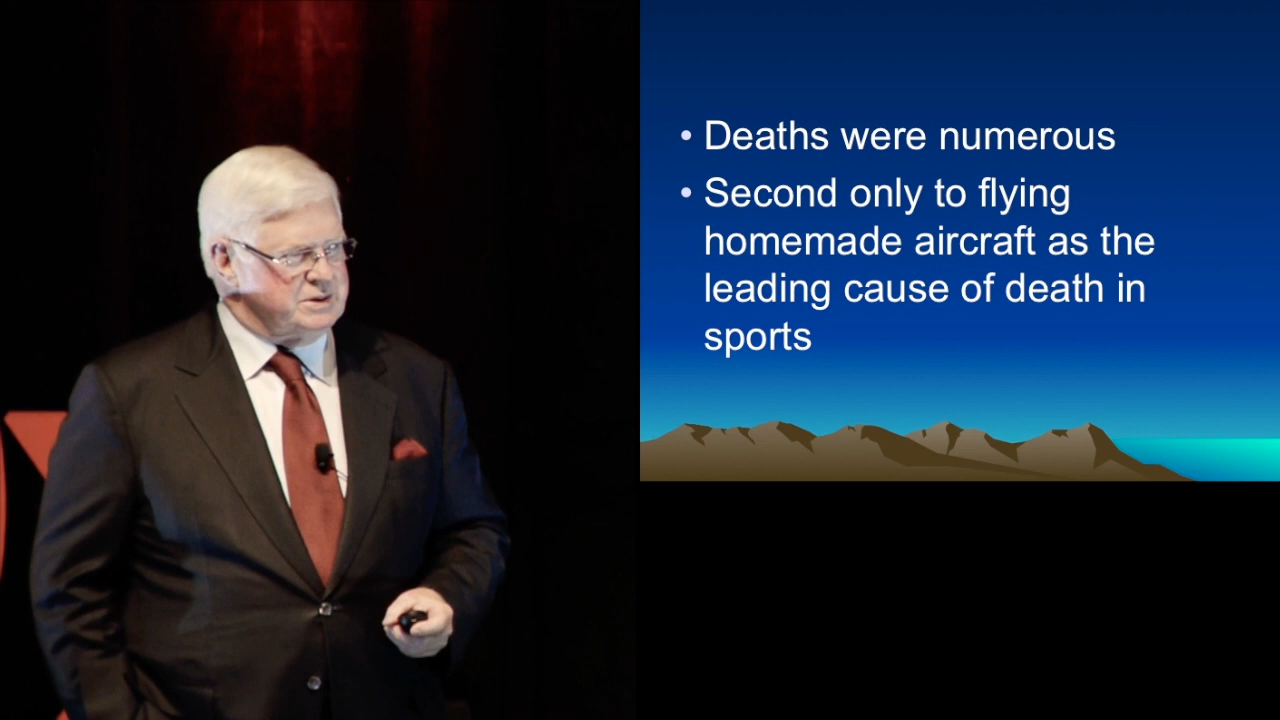 • Deaths were numerous
• Second only to flying
homemade aircraft as the
leading cause of death in
sports